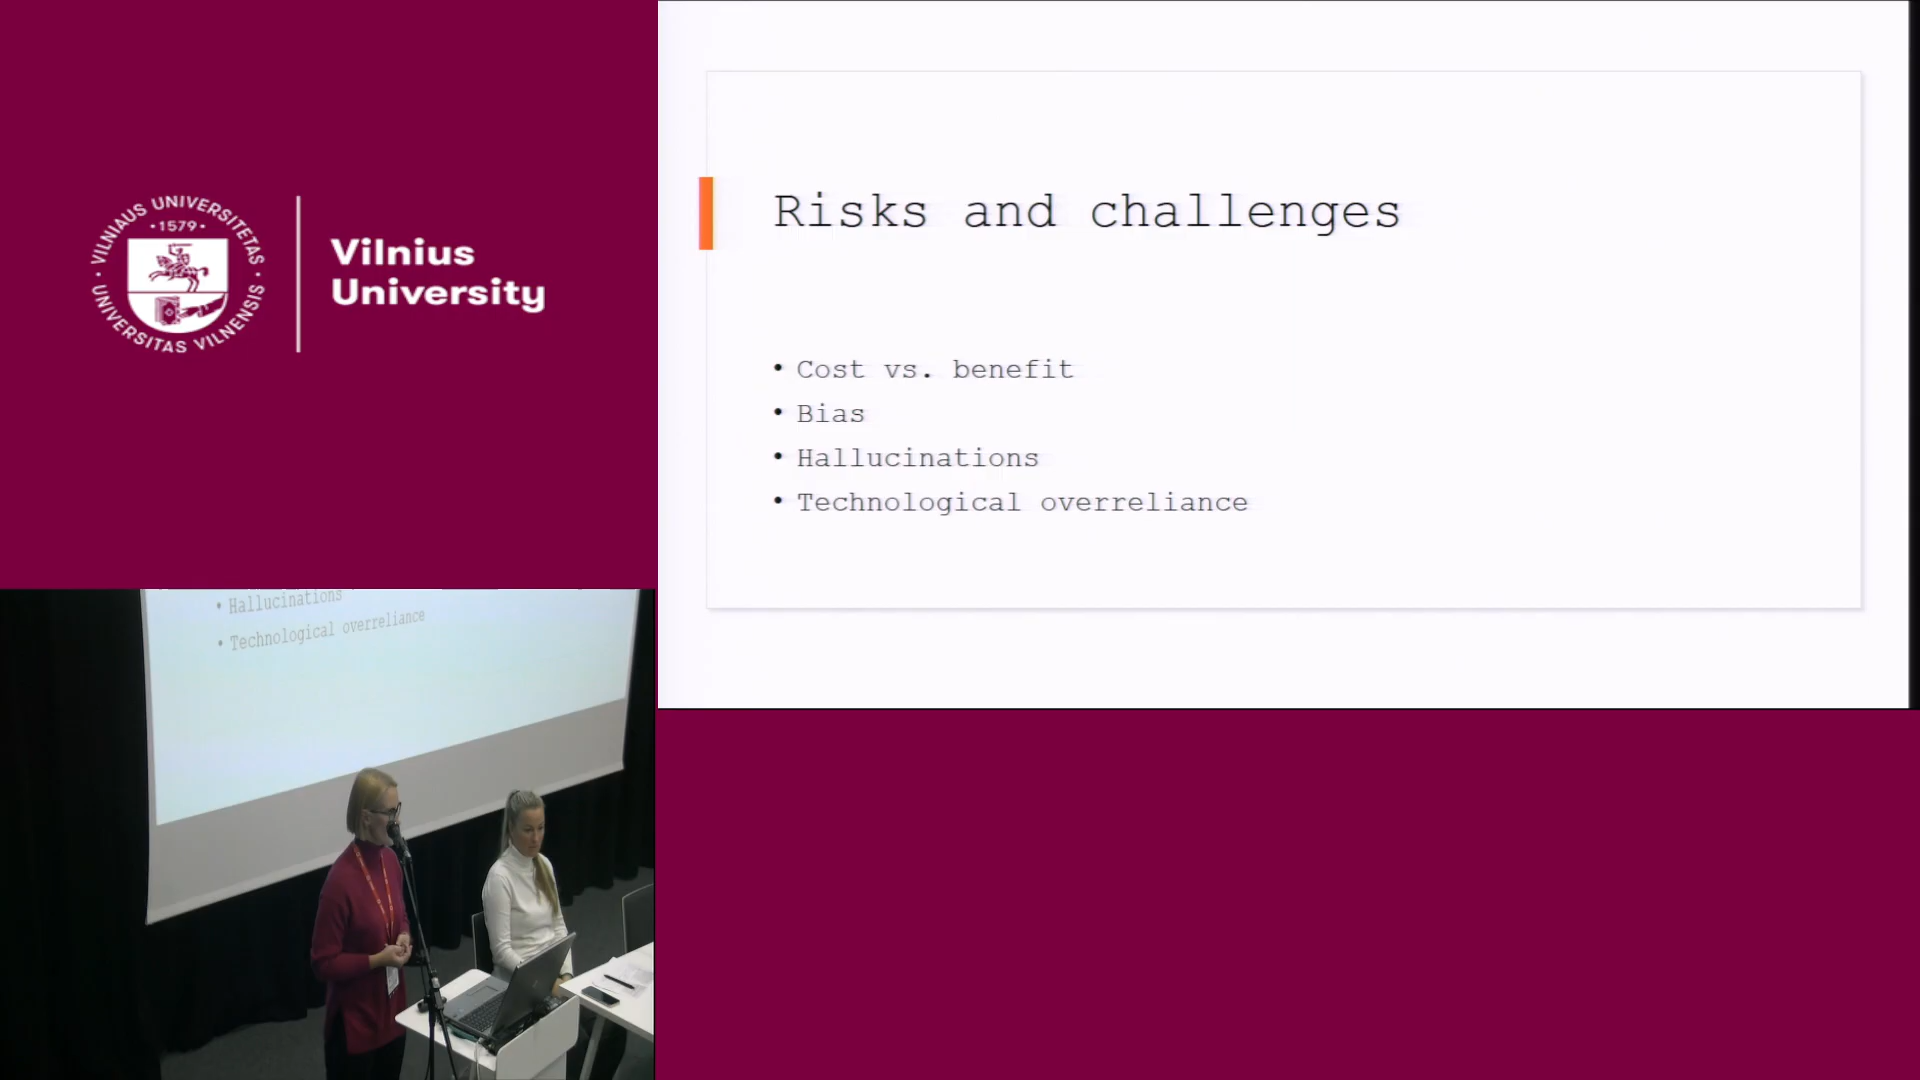 VILNIAUS UNIVERSITETAS
1579
UNIVERSITAS VILNENSIS
Vilnius
University
Risks and challenges
• Cost vs. benefit
• Bias
• Hallucinations
• Technological overreliance
• Hallucinations
• Technological overreliance